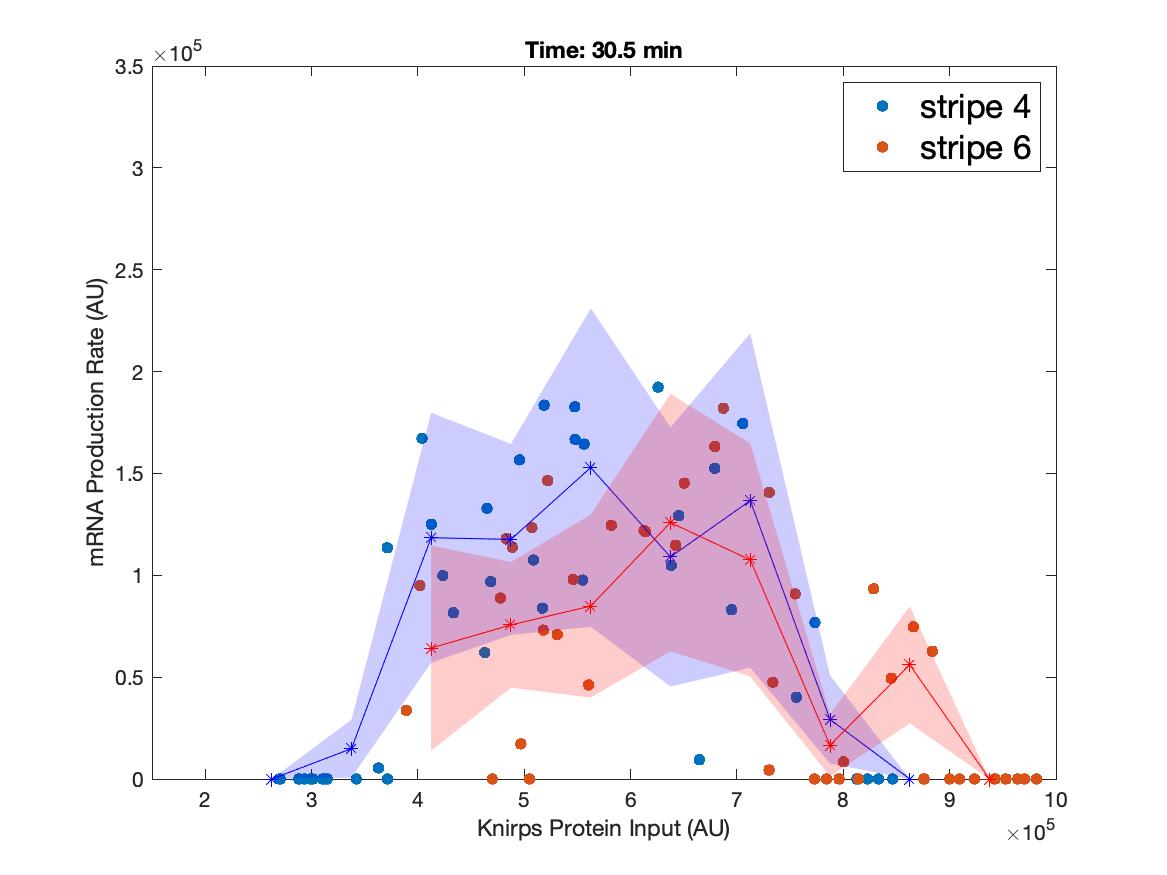 Time: 30.5 min
×10^5
3.5
3
2.5
2
1.5
1
0.5
0
mRNA Production Rate (AU)
stripe 4
stripe 6
2 3 4 5 6 7 8 9 10
Knirps Protein Input (AU)
×10^5